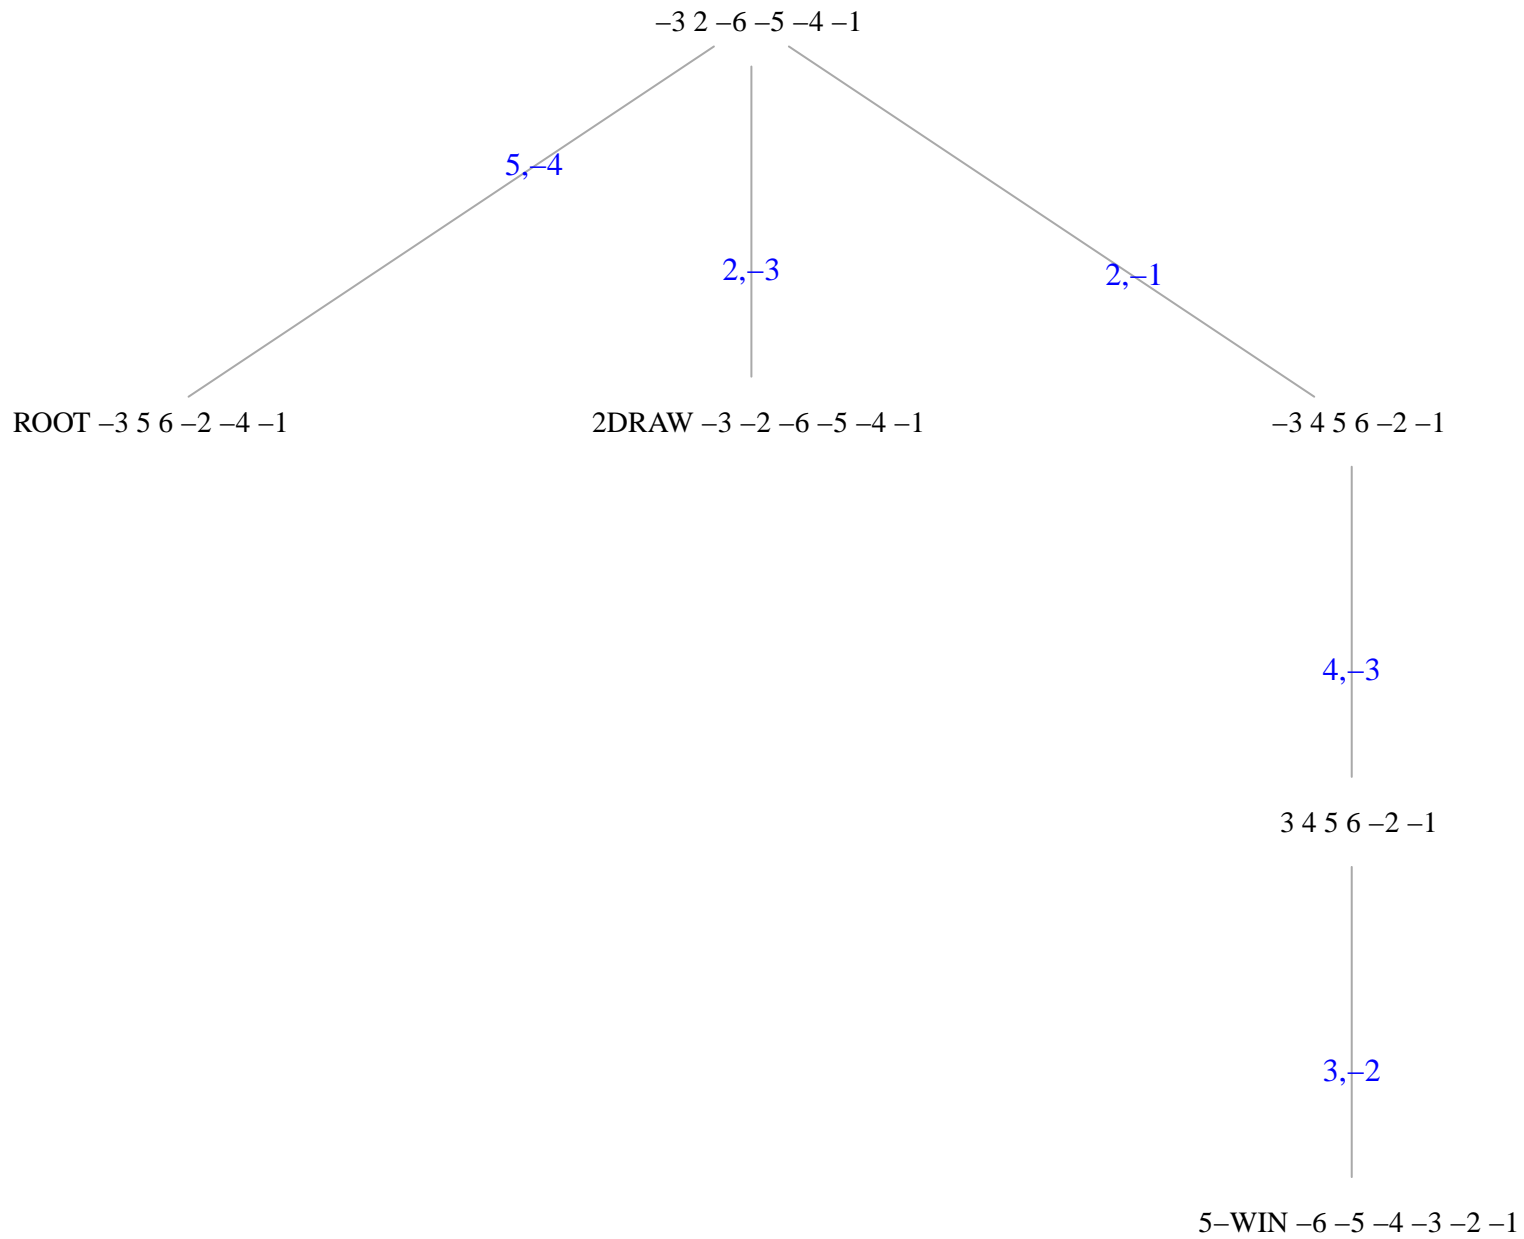 –3 2 –6 –5 –4 –1
5,–4
2,–3
2,–1
ROOT –3 5 6 –2 –4 –1
2DRAW –3 –2 –6 –5 –4 –1
–3 4 5 6 –2 –1
4,–3
3 4 5 6 –2 –1
3,–2
5–WIN –6 –5 –4 –3 –2 –1